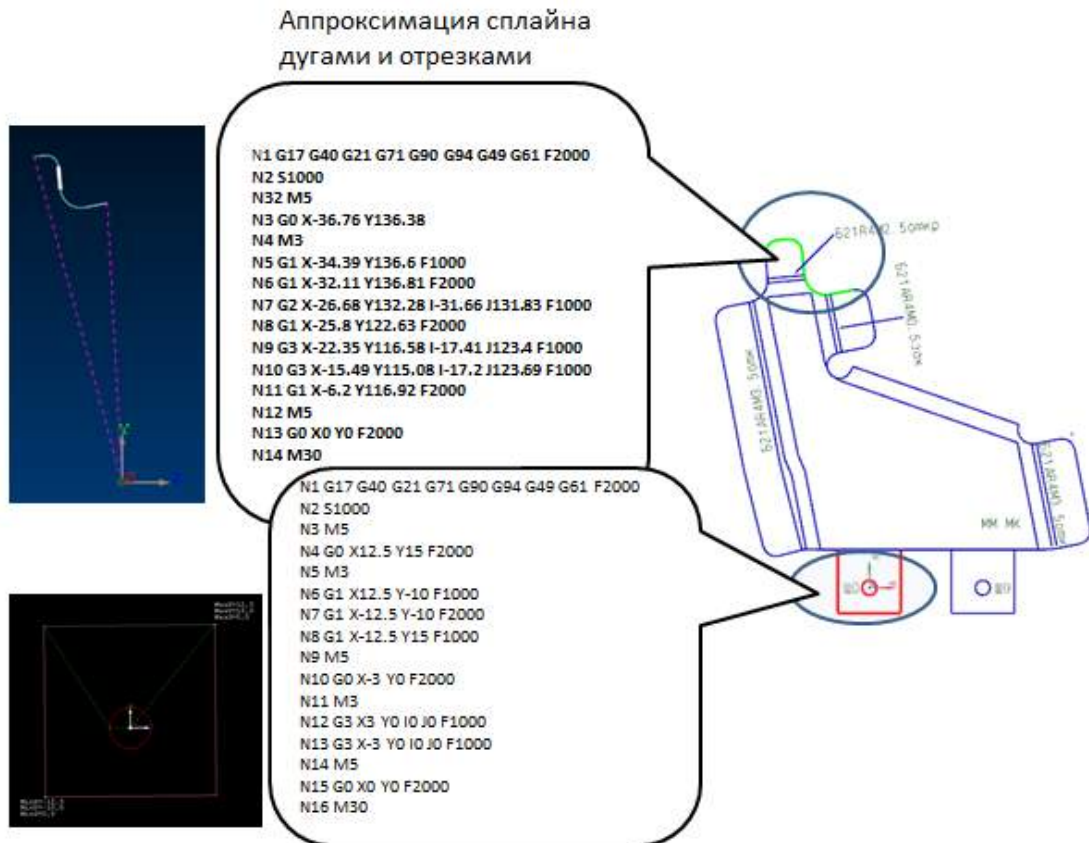 Аппроксимация сплайна
дугами и отрезками
N1 G17 G40 G21 G71 G90 G94 G49 G61 F2000
N2 S1000
N32 M5
N3 G0 X-36.76 Y136.38
N4 M3
N5 G1 X-34.39 Y136.6 F1000
N6 G1 X-32.11 Y136.81 F2000
N7 G2 X-26.68 Y132.28 I-31.66 J131.83 F1000
N8 G1 X-25.8 Y122.63 F2000
N9 G3 X-22.35 Y116.58 I-17.41 J123.4 F1000
N10 G3 X-15.49 Y115.08 I-17.2 J123.69 F1000
N11 G1 X-6.2 Y116.92 F2000
N12 M5
N13 G0 X0 Y0 F2000
N14 M30
N1 G17 G40 G21 G71 G90 G94 G49 G61 F2000
N2 S1000
N3 M5
N4 G0 X12.5 Y15 F2000
N5 M3
N6 G1 X12.5 Y-10 F1000
N7 G1 X-12.5 Y-10 F2000
N8 G1 X-12.5 Y15 F1000
N9 M5
N10 G0 X-3 Y0 F2000
N11 M3
N12 G3 X3 Y0 I0 J0 F1000
N13 G3 X-3 Y0 I0 J0 F1000
N14 M5
N15 G0 X0 Y0 F2000
N16 M30
ММ МК